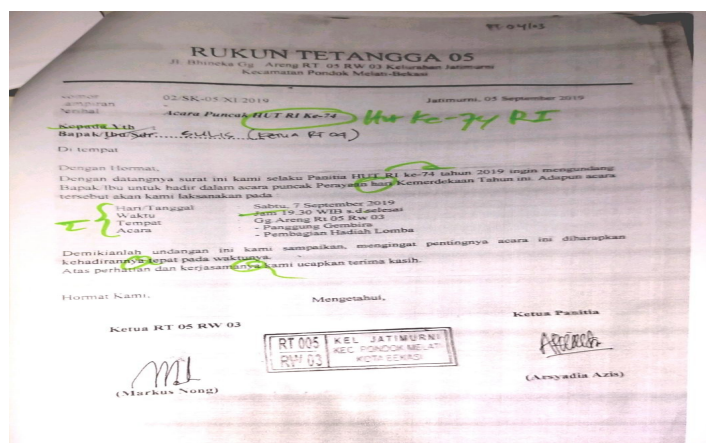 RT 04/03
RUKUN TETANGGA 05
Jl. Bhineka Gg. Areng RT 05 RW 03 Kelurahan Jatimurni
Kecamatan Pondok Melati-Bekasi
Nomor 02/SK-05/XI/2019 Jatimurni, 05 September 2019
Lampiran
Perihal Acara Puncak HUT RI Ke-74 Hut Ke-74 RI
Kepada Yth :
Bapak/Ibu/Sdr. (Ketua RT 04)
Di tempat
Dengan Hormat,
Dengan datangnya surat ini kami selaku Panitia HUT RI ke-74 tahun 2019 ingin mengundang
Bapak/Ibu untuk hadir dalam acara puncak Perayaan hari Kemerdekaan Tahun ini. Adapun acara
tersebut akan kami laksanakan pada
Hari/Tanggal Sabtu, 7 September 2019
Waktu Jam 19.30 WIB s.d selesai
Tempat Gg.Areng Rt 05 Rw 03
Acara - Panggung Gembira
- Pembagian Hadiah Lomba
Demikianlah undangan ini kami sampaikan, mengingat pentingnya acara ini diharapkan
kehadirannya tepat pada waktunya.
Atas perhatian dan kerjasamanya kami ucapkan terima kasih.
Hormat Kami,
Mengetahui,
Ketua Panitia
Ketua RT 05 RW 03
RT 005 KEL JATIMURNI
RW 03 KEC PONDOK MELATI
KOTA BEKASI
(Markus Nong)
(Arsyadia Azis)